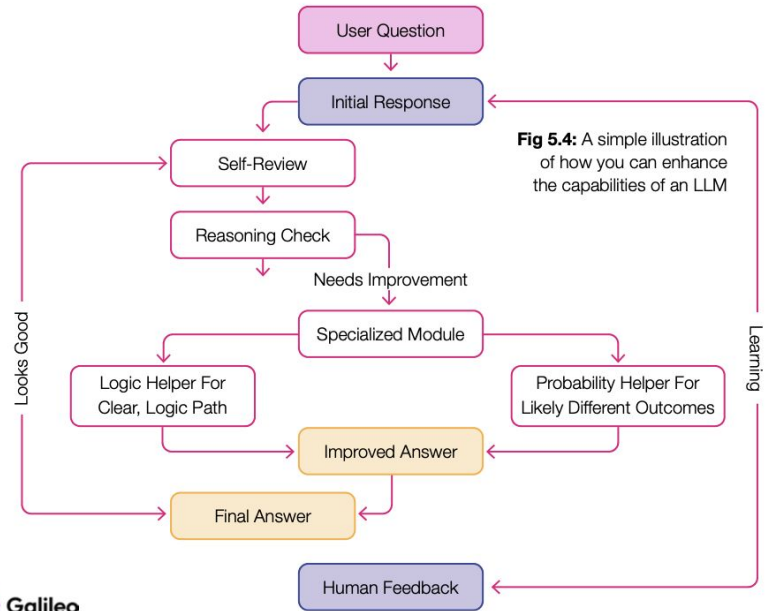 User Question
Initial Response
Fig 5.4: A simple illustration
of how you can enhance
the capabilities of an LLM
Self-Review
Reasoning Check
Needs Improvement
Specialized Module
Looks Good
Learning
Logic Helper For
Clear, Logic Path
Probability Helper For
Likely Different Outcomes
Improved Answer
Final Answer
Human Feedback
Galileo